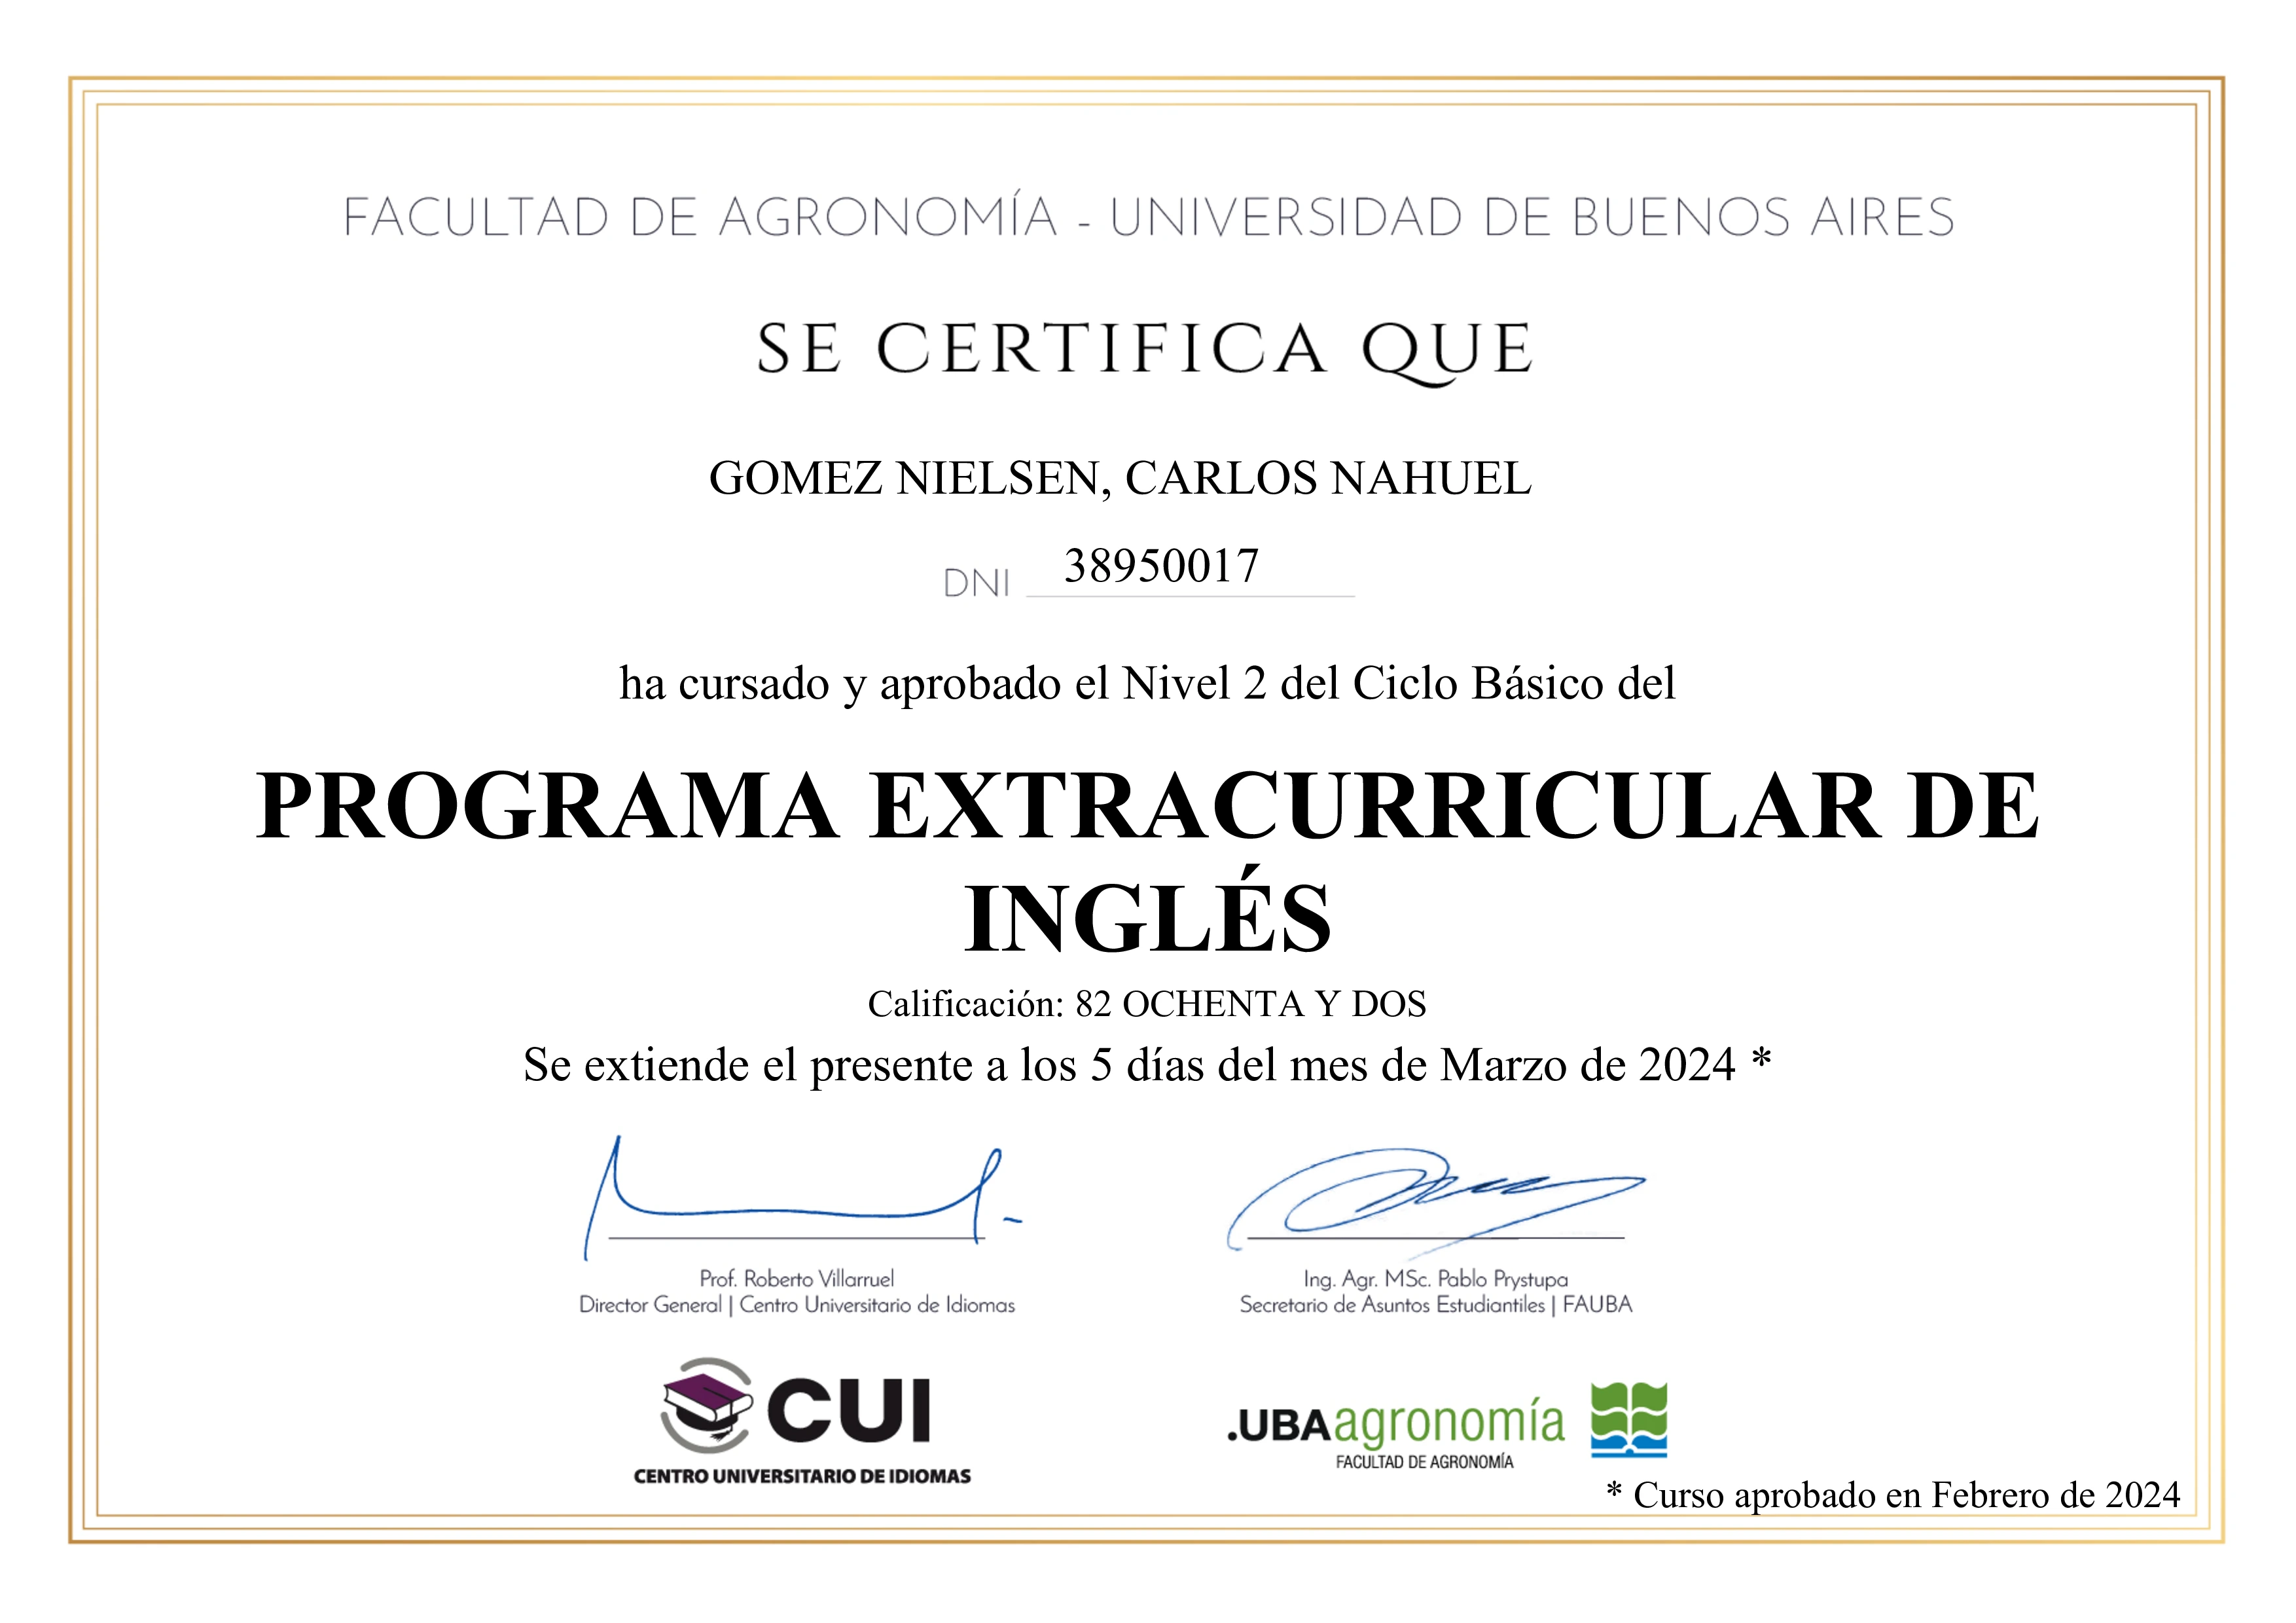 FACULTAD DE AGRONOMÍA - UNIVERSIDAD DE BUENOS AIRES
SE CERTIFICA QUE
GOMEZ NIELSEN, CARLOS NAHUEL
DNI 38950017
ha cursado y aprobado el Nivel 2 del Ciclo Básico del
PROGRAMA EXTRACURRICULAR DE
INGLÉS
Calificación: 82 OCHENTA Y DOS
Se extiende el presente a los 5 días del mes de Marzo de 2024 *
Prof. Roberto Villarruel
Director General | Centro Universitario de Idiomas
Ing. Agr. MSc. Pablo Prystupa
Secretario de Asuntos Estudiantiles | FAUBA
CUI
CENTRO UNIVERSITARIO DE IDIOMAS
.UBAagronomía
FACULTAD DE AGRONOMÍA
* Curso aprobado en Febrero de 2024